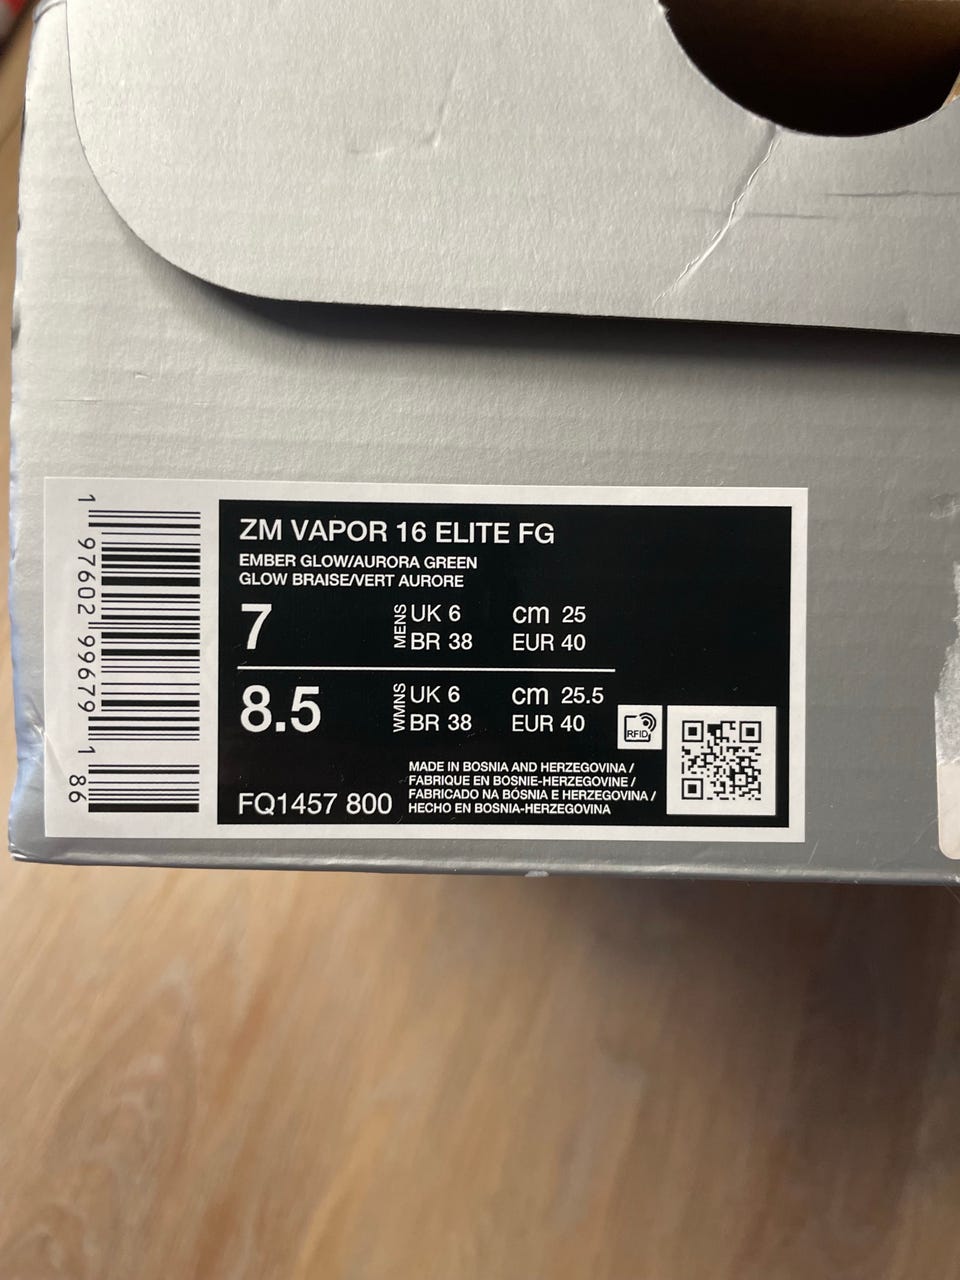 ZM VAPOR 16 ELITE FG
EMBER GLOW/AURORA GREEN
GLOW BRAISE/VERT AURORE
7 MENS UK 6 cm 25
BR 38 EUR 40
8.5 WMNS UK 6 cm 25.5
BR 38 EUR 40
RFID
MADE IN BOSNIA AND HERZEGOVINA /
FABRIQUE EN BOSNIE-HERZEGOVINE /
FABRICADO NA BÓSNIA E HERZEGOVINA /
HECHO EN BOSNIA-HERZEGOVINA
FQ1457 800
1 97602 99679 1 86